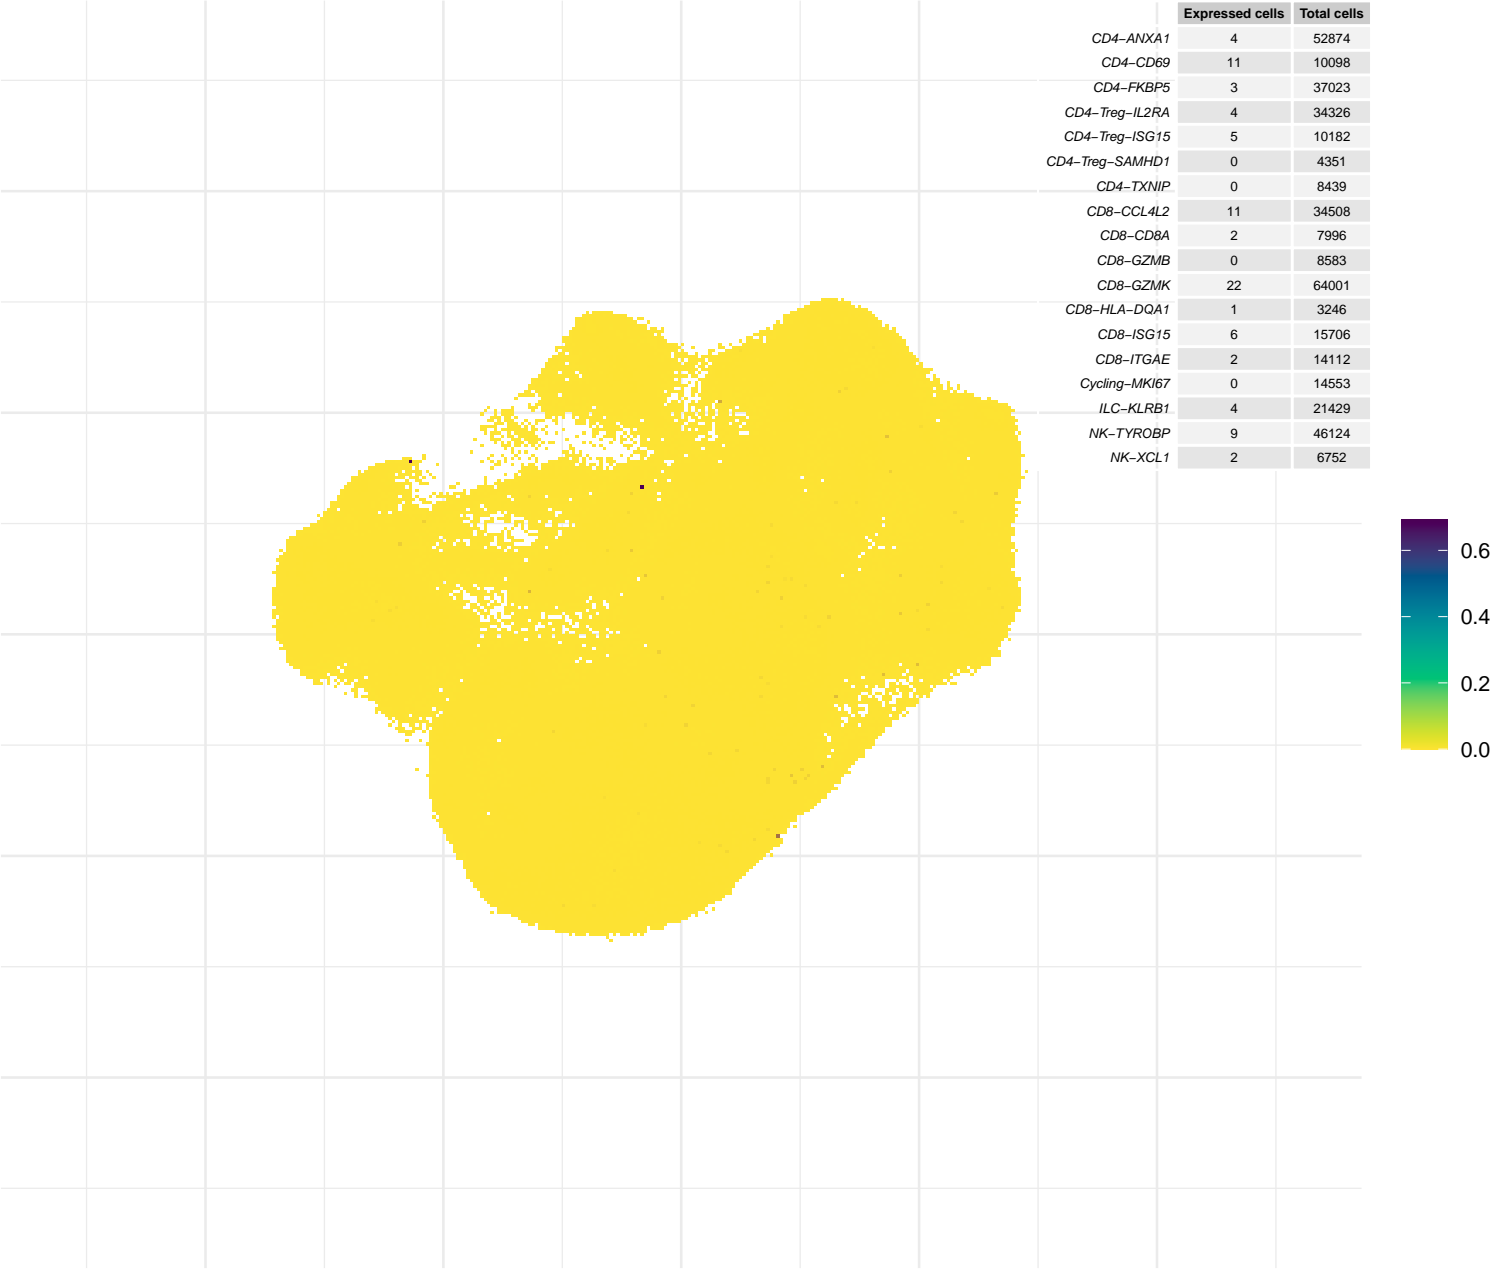 Expressed cells Total cells
CD4−ANXA1 4 52874
CD4−CD69 11 10098
CD4−FKBP5 3 37023
CD4−Treg−IL2RA 4 34326
CD4−Treg−ISG15 5 10182
CD4−Treg−SAMHD1 0 4351
CD4−TXNIP 0 8439
CD8−CCL4L2 11 34508
CD8−CD8A 2 7996
CD8−GZMB 0 8583
CD8−GZMK 22 64001
CD8−HLA−DQA1 1 3246
CD8−ISG15 6 15706
CD8−ITGAE 2 14112
Cycling−MKI67 0 14553
ILC−KLRB1 4 21429
NK−TYROBP 9 46124
NK−XCL1 2 6752
0.6
0.4
0.2
0.0